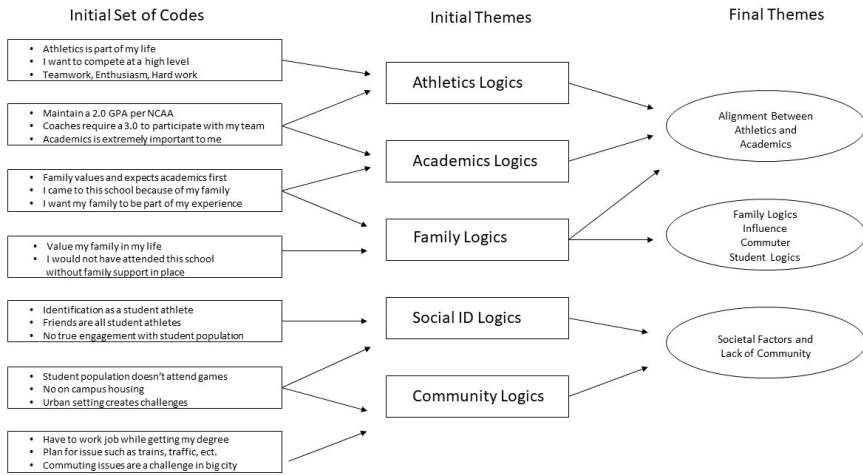 Initial Set of Codes
Initial Themes
Final Themes
• Athletics is part of my life
• I want to compete at a high level
• Teamwork, Enthusiasm, Hard work
• Maintain a 2.0 GPA per NCAA
• Coaches require a 3.0 to participate with my team
• Academics is extremely important to me
• Family values and expects academics first
• I came to this school because of my family
• I want my family to be part of my experience
• Value my family in my life
• I would not have attended this school
without family support in place
• Identification as a student athlete
• Friends are all student athletes
• No true engagement with student population
• Student population doesn't attend games
• No on campus housing
• Urban setting creates challenges
• Have to work job while getting my degree
• Plan for issue such as trains, traffic, ect.
• Commuting issues are a challenge in big city
Athletics Logics
Academics Logics
Family Logics
Social ID Logics
Community Logics
Alignment Between
Athletics and
Academics
Family Logics
Influence
Commuter
Student Logics
Societal Factors and
Lack of Community